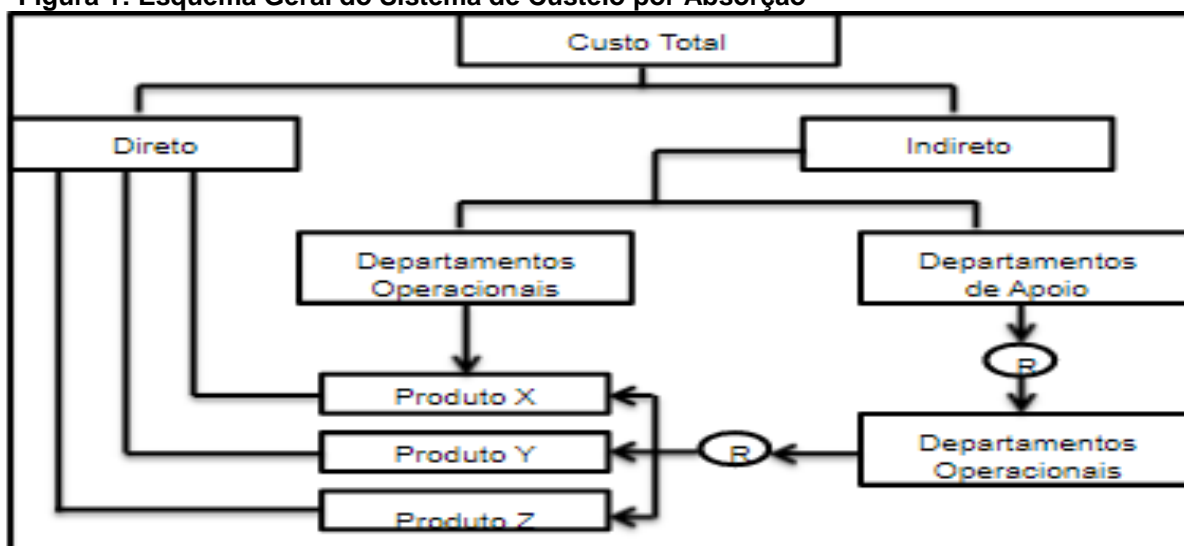 Figura 1: Esquema Geral do Sistema de Custeio por Absorção
Custo Total
Direto
Indireto
Departamentos
Operacionais
Departamentos
de Apoio
R
Produto X
Produto Y
R
Departamentos
Operacionais
Produto Z